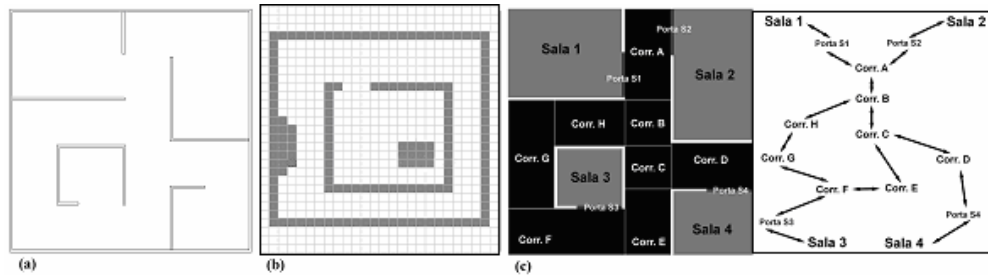 Sala 1
Porta S2
Corr. A
Porta S1
Sala 2
Corr. H
Corr. B
Corr. G
Corr. C
Corr. D
Sala 3
Porta S3
Porta S4
Corr. F
Corr. E
Sala 4
Sala 1
Sala 2
Porta S1
Porta S2
Corr. A
Corr. B
Corr. H
Corr. C
Corr. G
Corr. D
Corr. F
Corr. E
Porta S3
Porta S4
Sala 3
Sala 4
(a)
(b)
(c)